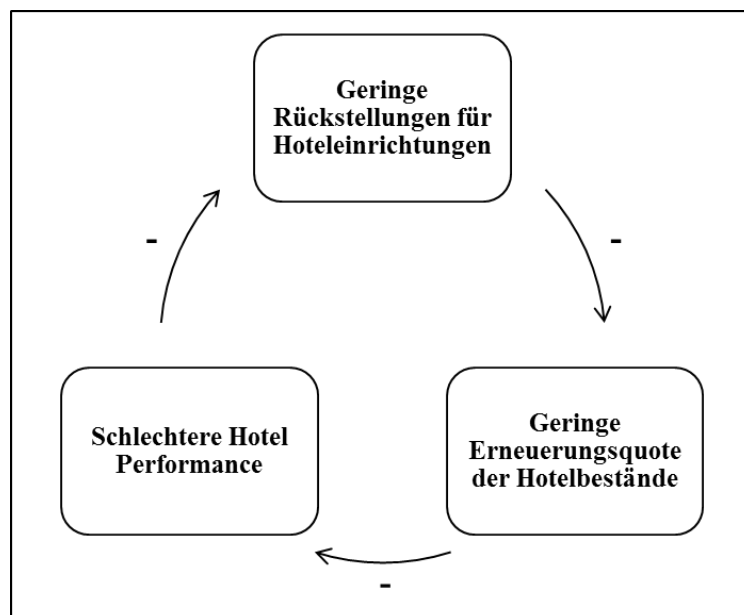 Geringe
Rückstellungen für
Hoteleinrichtungen
-
-
Schlechtere Hotel
Performance
Geringe
Erneuerungsquote
der Hotelbestände
-